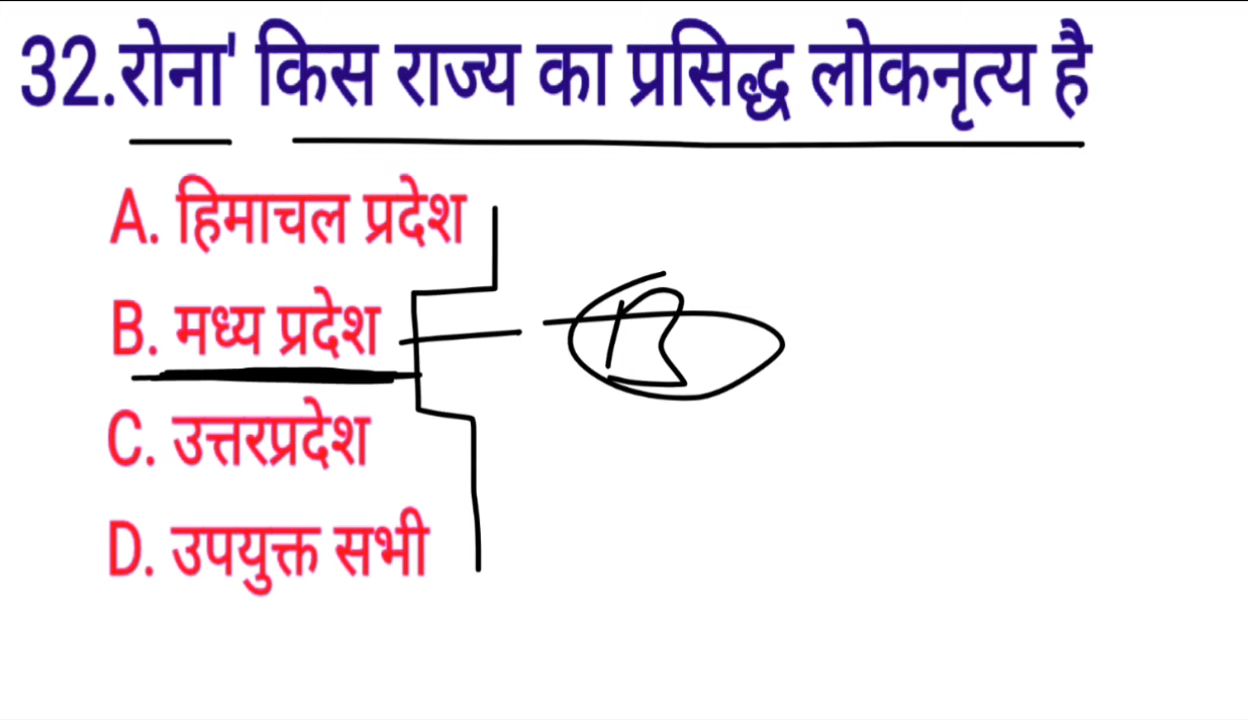 32.रोना' किस राज्य का प्रसिद्ध लोकनृत्य है
A. हिमाचल प्रदेश
B. मध्य प्रदेश
B
C. उत्तरप्रदेश
D. उपयुक्त सभी